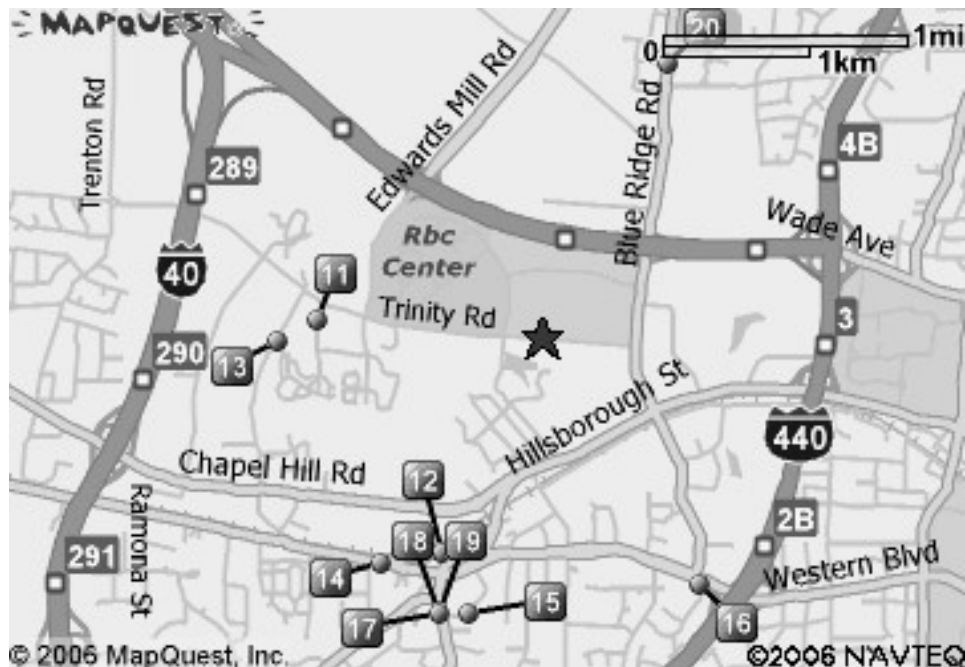 MAPQUEST
20
0
1mi
1km
Trenton Rd
Edwards Mill Rd
Blue Ridge Rd
289
4B
Wade Ave
Rbc
Center
40
11
Trinity Rd
3
290
13
Hillsborough St
440
Chapel Hill Rd
12
2B
Ramona St
18
19
291
14
Western Blvd
15
17
16
© 2006 MapQuest, Inc.
©2006 NAVTEQ